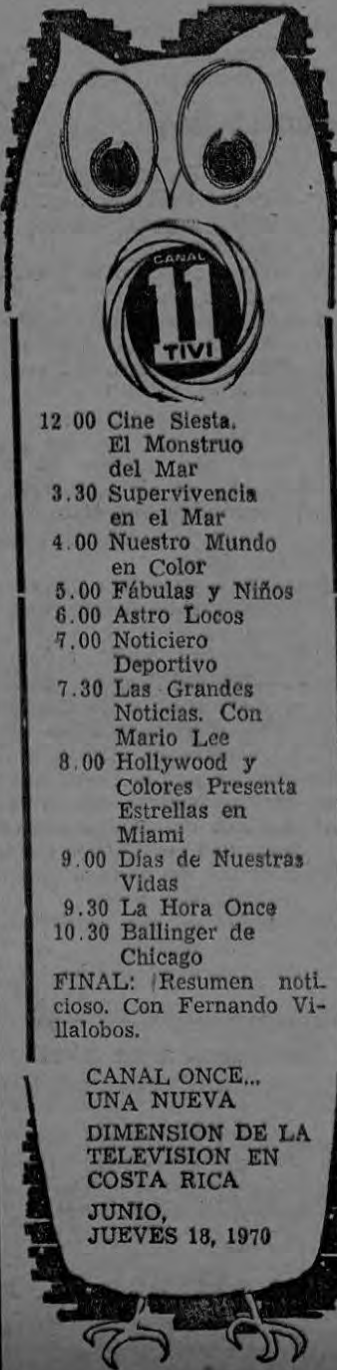 CANAL
11
TIVI
12 00 Cine Siesta.
El Monstruo
del Mar
3.30 Supervivencia
en el Mar
4.00 Nuestro Mundo
en Color
5.00 Fábulas y Niños
6.00 Astro Locos
7.00 Noticiero
Deportivo
7.30 Las Grandes
Noticias. Con
Mario Lee
8.00 Hollywood y
Colores Presenta
Estrellas en
Miami
9.00 Días de Nuestras
Vidas
9.30 La Hora Once
10.30 Ballinger de
Chicago
FINAL: Resumen noti-
cioso. Con Fernando Vi-
llalobos.
CANAL ONCE...
UNA NUEVA
DIMENSION DE LA
TELEVISION EN
COSTA RICA
JUNIO,
JUEVES 18, 1970